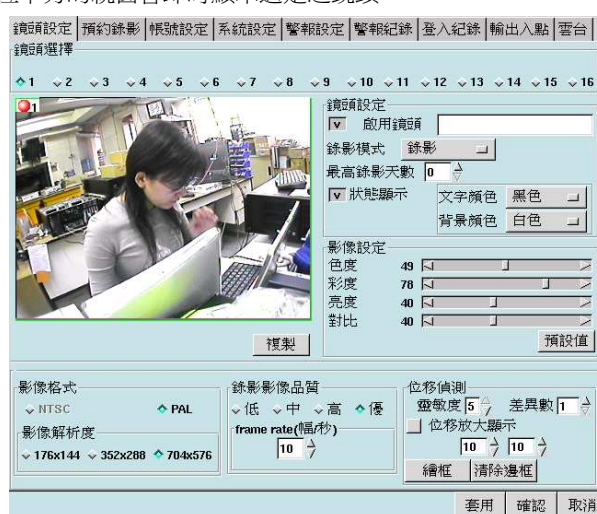 鏡頭設定 預約錄影 帳號設定 系統設定 警報設定 警報紀錄 登入紀錄 輸出入點 雲台
鏡頭選擇
1 2 3 4 5 6 7 8 9 10 11 12 13 14 15 16
1
鏡頭設定
v 啟用鏡頭
錄影模式 錄影
最高錄影天數 0
v 狀態顯示 文字顏色 黑色
背景顏色 白色
影像設定
色度 49
彩度 78
亮度 40
對比 40
複製
預設值
影像格式
NTSC PAL
影像解析度
176x144 352x288 704x576
錄影影像品質
低 中 高 優
frame rate(幅/秒)
10
位移偵測
靈敏度 5 差異數 1
位移放大顯示
10 10
繪框 清除邊框
套用 確認 取消